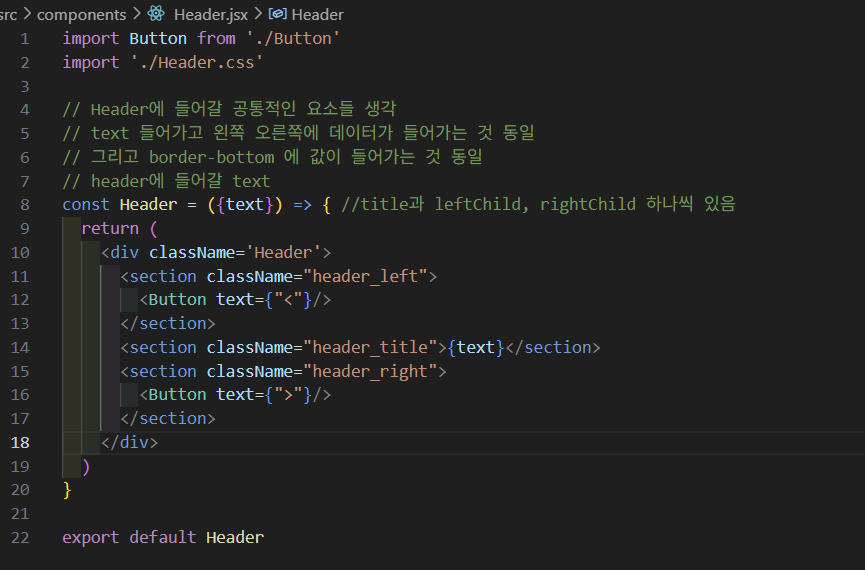 src > components > Header.jsx > Header
1 import Button from './Button'
2 import './Header.css'
3
4 // Header에 들어갈 공통적인 요소들 생각
5 // text 들어가고 왼쪽 오른쪽에 데이터가 들어가는 것 동일
6 // 그리고 border-bottom 에 값이 들어가는 것 동일
7 // header에 들어갈 text
8 const Header = ({text}) => { //title과 leftChild, rightChild 하나씩 있음
9 return (
10 <div className='Header'>
11 <section className="header_left">
12 <Button text={"<"}/>
13 </section>
14 <section className="header_title">{text}</section>
15 <section className="header_right">
16 <Button text={">"}/>
17 </section>
18 </div>
19 )
20 }
21
22 export default Header